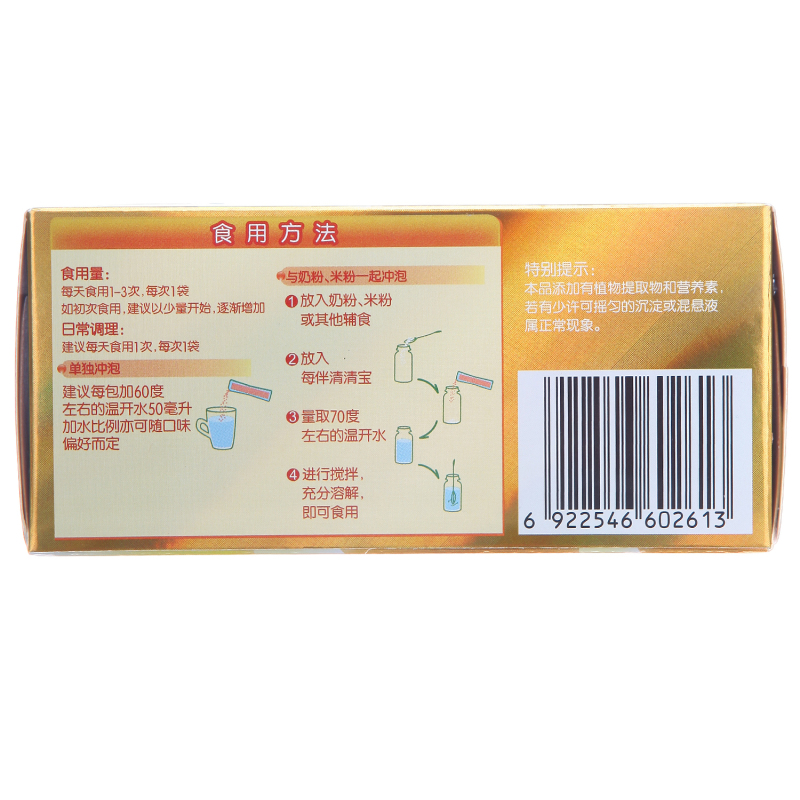 食用方法
食用量：
每天食用1-3次，每次1袋
如初次食用，建议以少量开始，逐渐增加
日常调理：
建议每天食用1次，每次1袋
单独冲泡
建议每包加60度
左右的温开水50毫升
加水比例亦可随口味
偏好而定
与奶粉、米粉一起冲泡
1 放入奶粉、米粉
或其他辅食
2 放入
每伴清清宝
3 量取70度
左右的温开水
4 进行搅拌，
充分溶解，
即可食用
特别提示：
本品添加有植物提取物和营养素，
若有少许可摇匀的沉淀或混悬液
属正常现象。
6 922546 602613